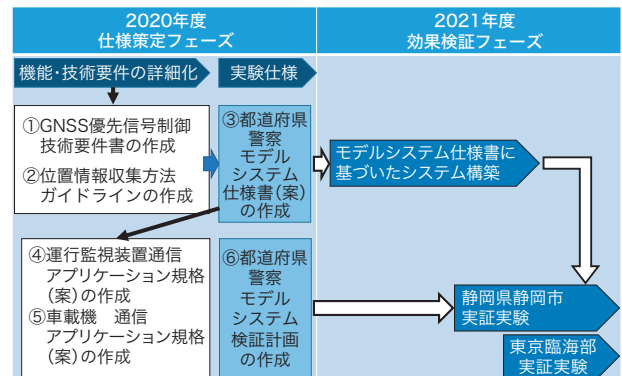 2020年度
仕様策定フェーズ
2021年度
効果検証フェーズ
機能・技術要件の詳細化
実験仕様
①GNSS優先信号制御
技術要件書の作成
②位置情報収集方法
ガイドラインの作成
③都道府県
警察
モデル
システム
仕様書(案)
の作成
モデルシステム仕様書に
基づいたシステム構築
④運行監視装置通信
アプリケーション規格
(案)の作成
⑤車載機 通信
アプリケーション規格
(案)の作成
⑥都道府県
警察
モデル
システム
検証計画
の作成
静岡県静岡市
実証実験
東京臨海部
実証実験